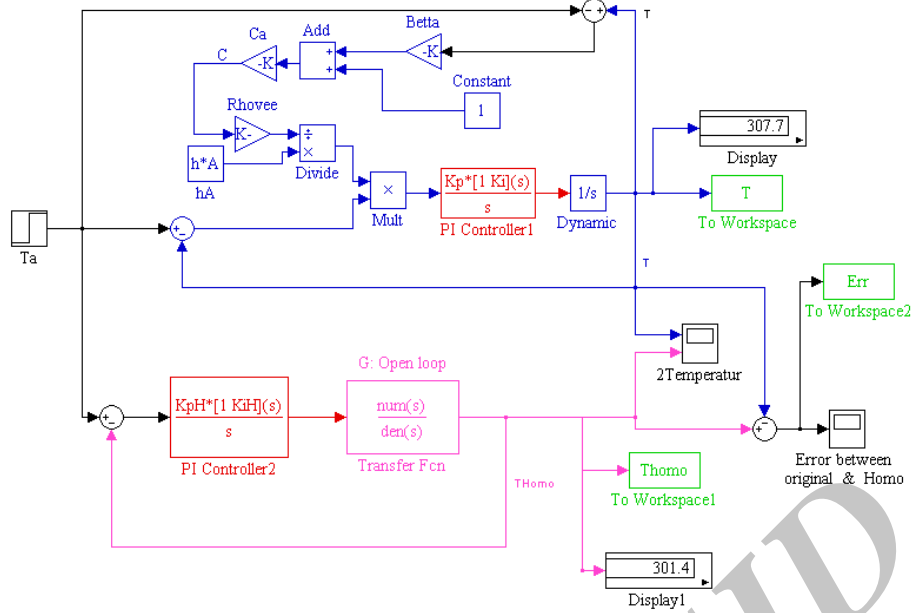 T
Betta
-K
Add
+
+
Ca
-K
C
Constant
1
Rhovee
K-
÷
×
Divide
h*A
hA
×
Mult
Kp*[1 Ki](s)
s
PI Controller1
1/s
Dynamic
307.7
Display
T
To Workspace
Ta
T
Err
To Workspace2
2Temperatur
G: Open loop
KpH*[1 KiH](s)
s
PI Controller2
num(s)
den(s)
Transfer Fcn
THomo
Thomo
To Workspace1
Error between
original & Homo
301.4
Display1